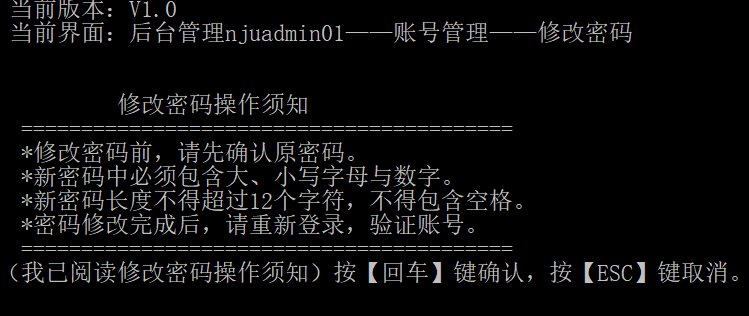 当前版本：V1.0
当前界面：后台管理njuadmin01——账号管理——修改密码
修改密码操作须知
=========================================
*修改密码前，请先确认原密码。
*新密码中必须包含大、小写字母与数字。
*新密码长度不得超过12个字符，不得包含空格。
*密码修改完成后，请重新登录，验证账号。
=========================================
（我已阅读修改密码操作须知）按【回车】键确认，按【ESC】键取消。